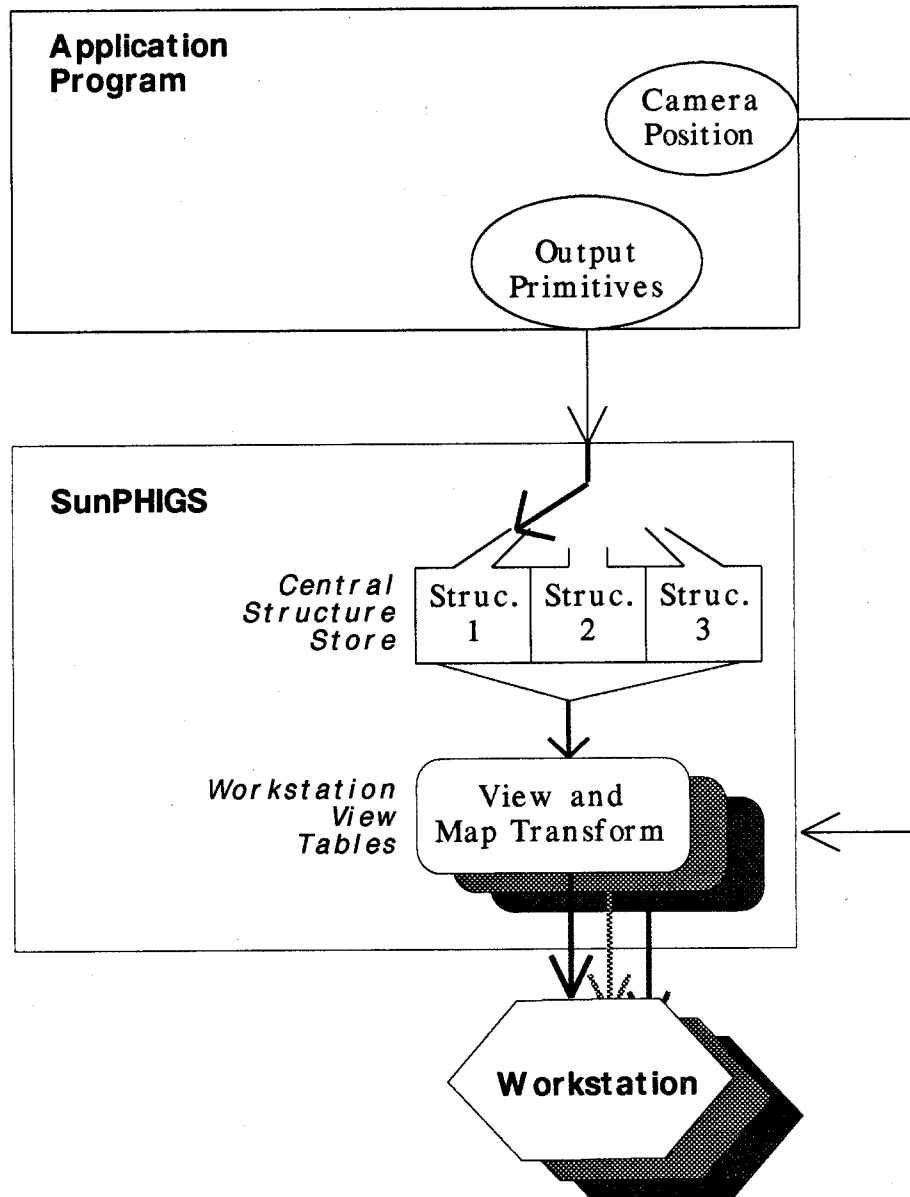 Application
Program
Camera
Position
Output
Primitives
SunPHIGS
Central
Structure
Store
Struc.
1
Struc.
2
Struc.
3
Workstation
View
Tables
View and
Map Transform
Workstation